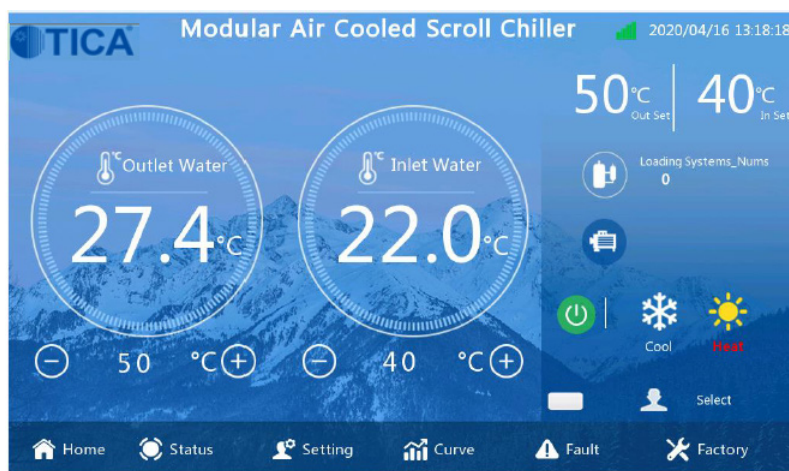 TICA
Modular Air Cooled Scroll Chiller
2020/04/16 13:18:18
50°C Out Set
40°C In Set
°C Outlet Water
27.4°C
°C Inlet Water
22.0°C
Loading Systems_Nums
0
− 50 °C +
− 40 °C +
Cool
Heat
Select
Home Status Setting Curve Fault Factory